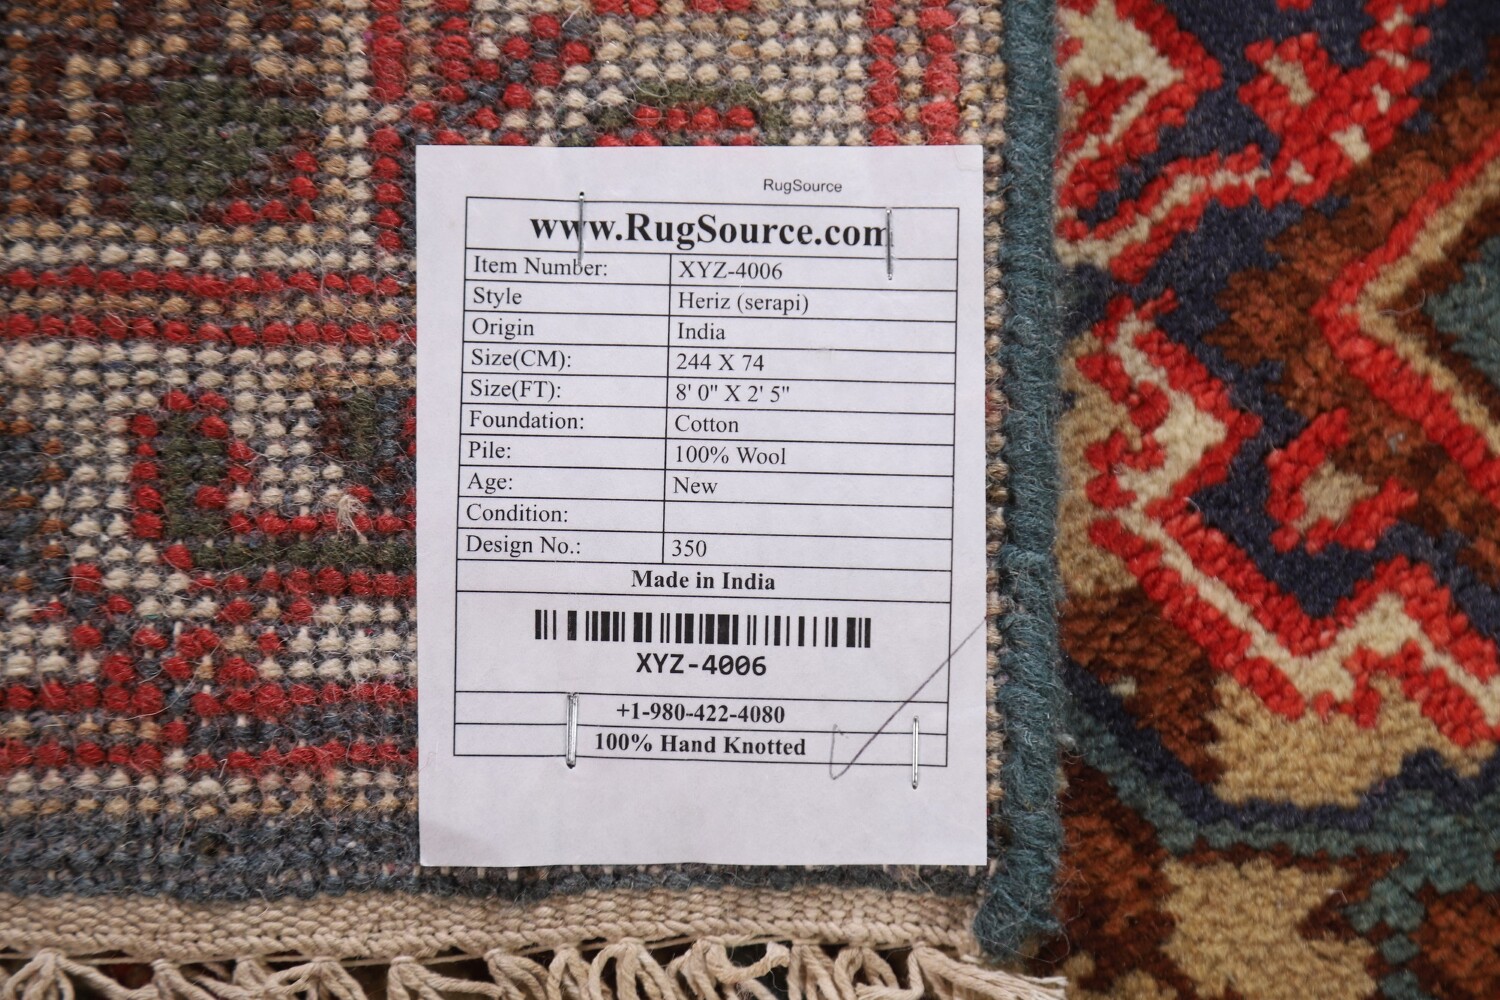 RugSource
www.RugSource.com
Item Number: XYZ-4006
Style Heriz (serapi)
Origin India
Size(CM): 244 X 74
Size(FT): 8' 0" X 2' 5"
Foundation: Cotton
Pile: 100% Wool
Age: New
Condition:
Design No.: 350
Made in India
XYZ-4006
+1-980-422-4080
100% Hand Knotted